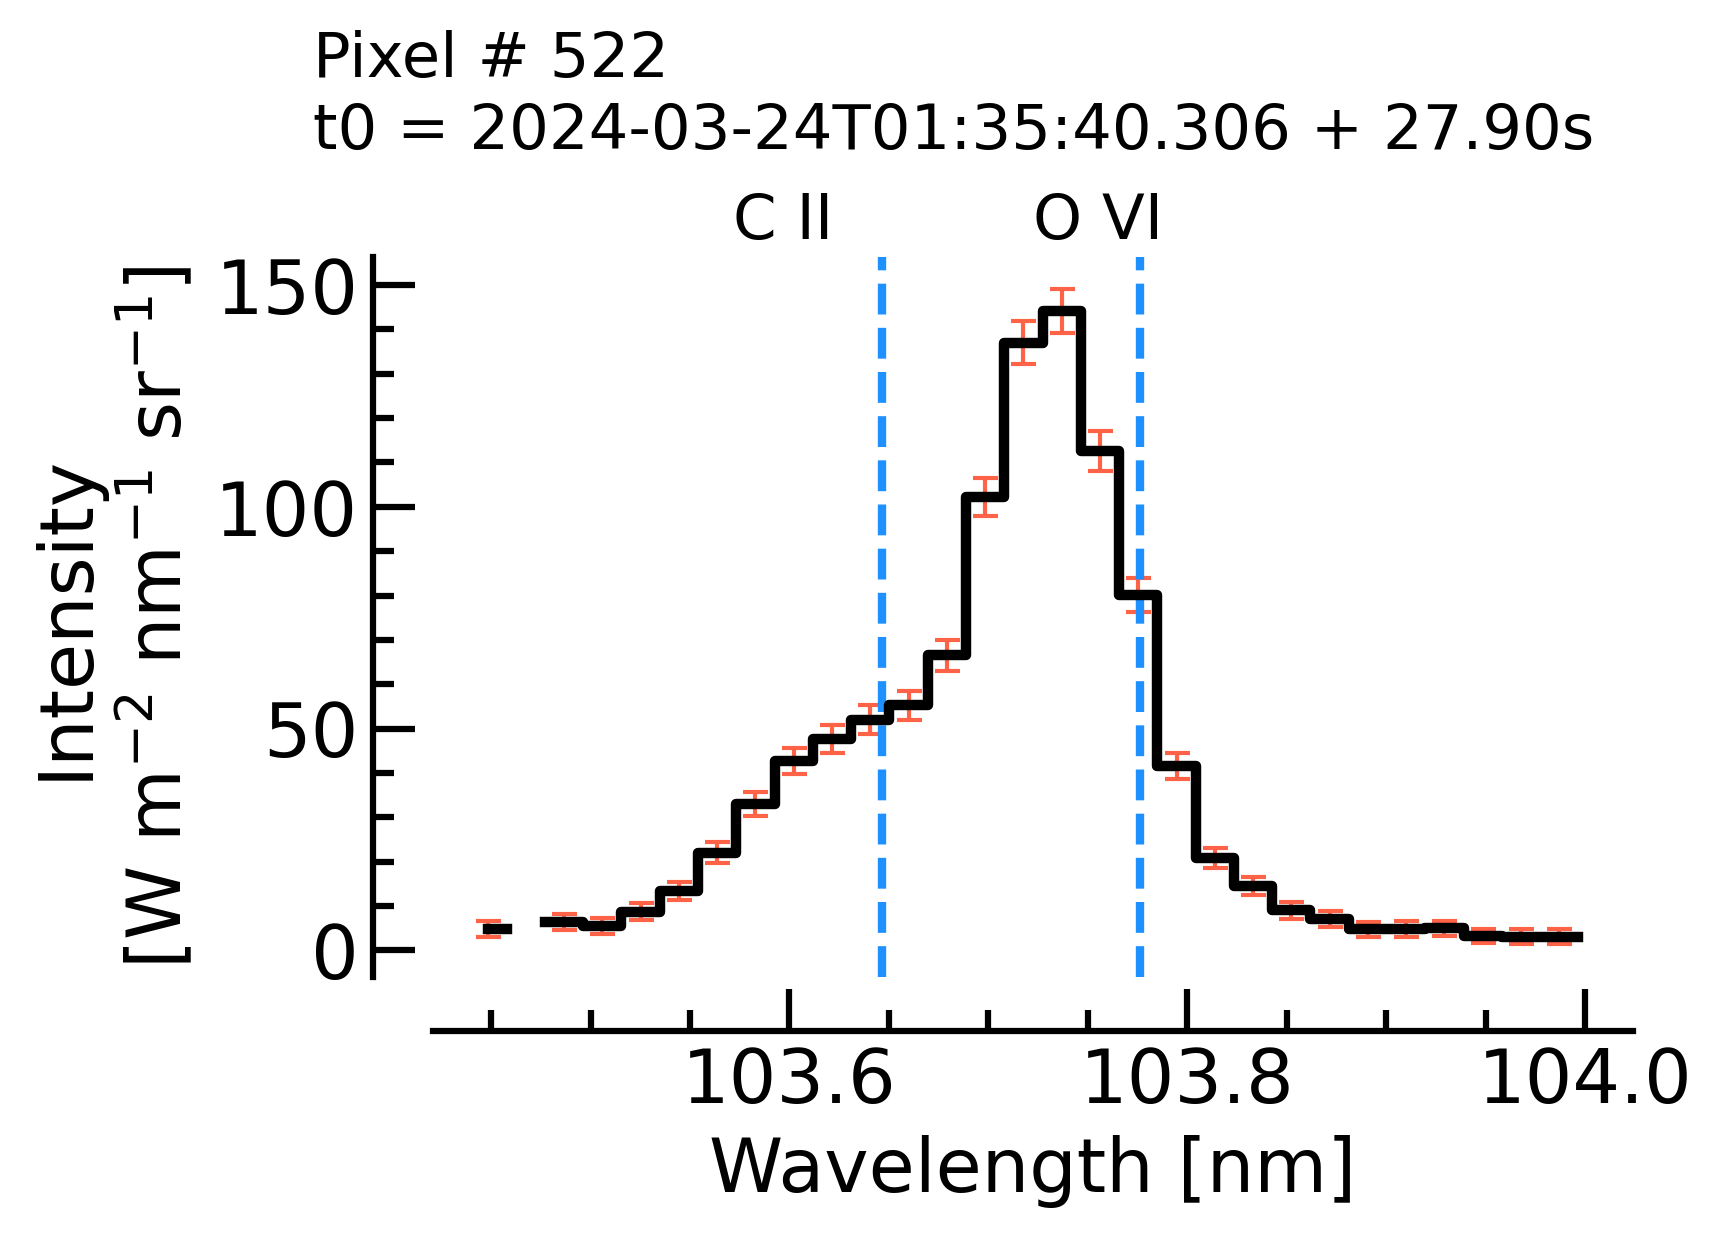 Pixel # 522
t0 = 2024-03-24T01:35:40.306 + 27.90s
C II O VI
Intensity
[W m⁻² nm⁻¹ sr⁻¹]
150
100
50
0
103.6 103.8 104.0
Wavelength [nm]